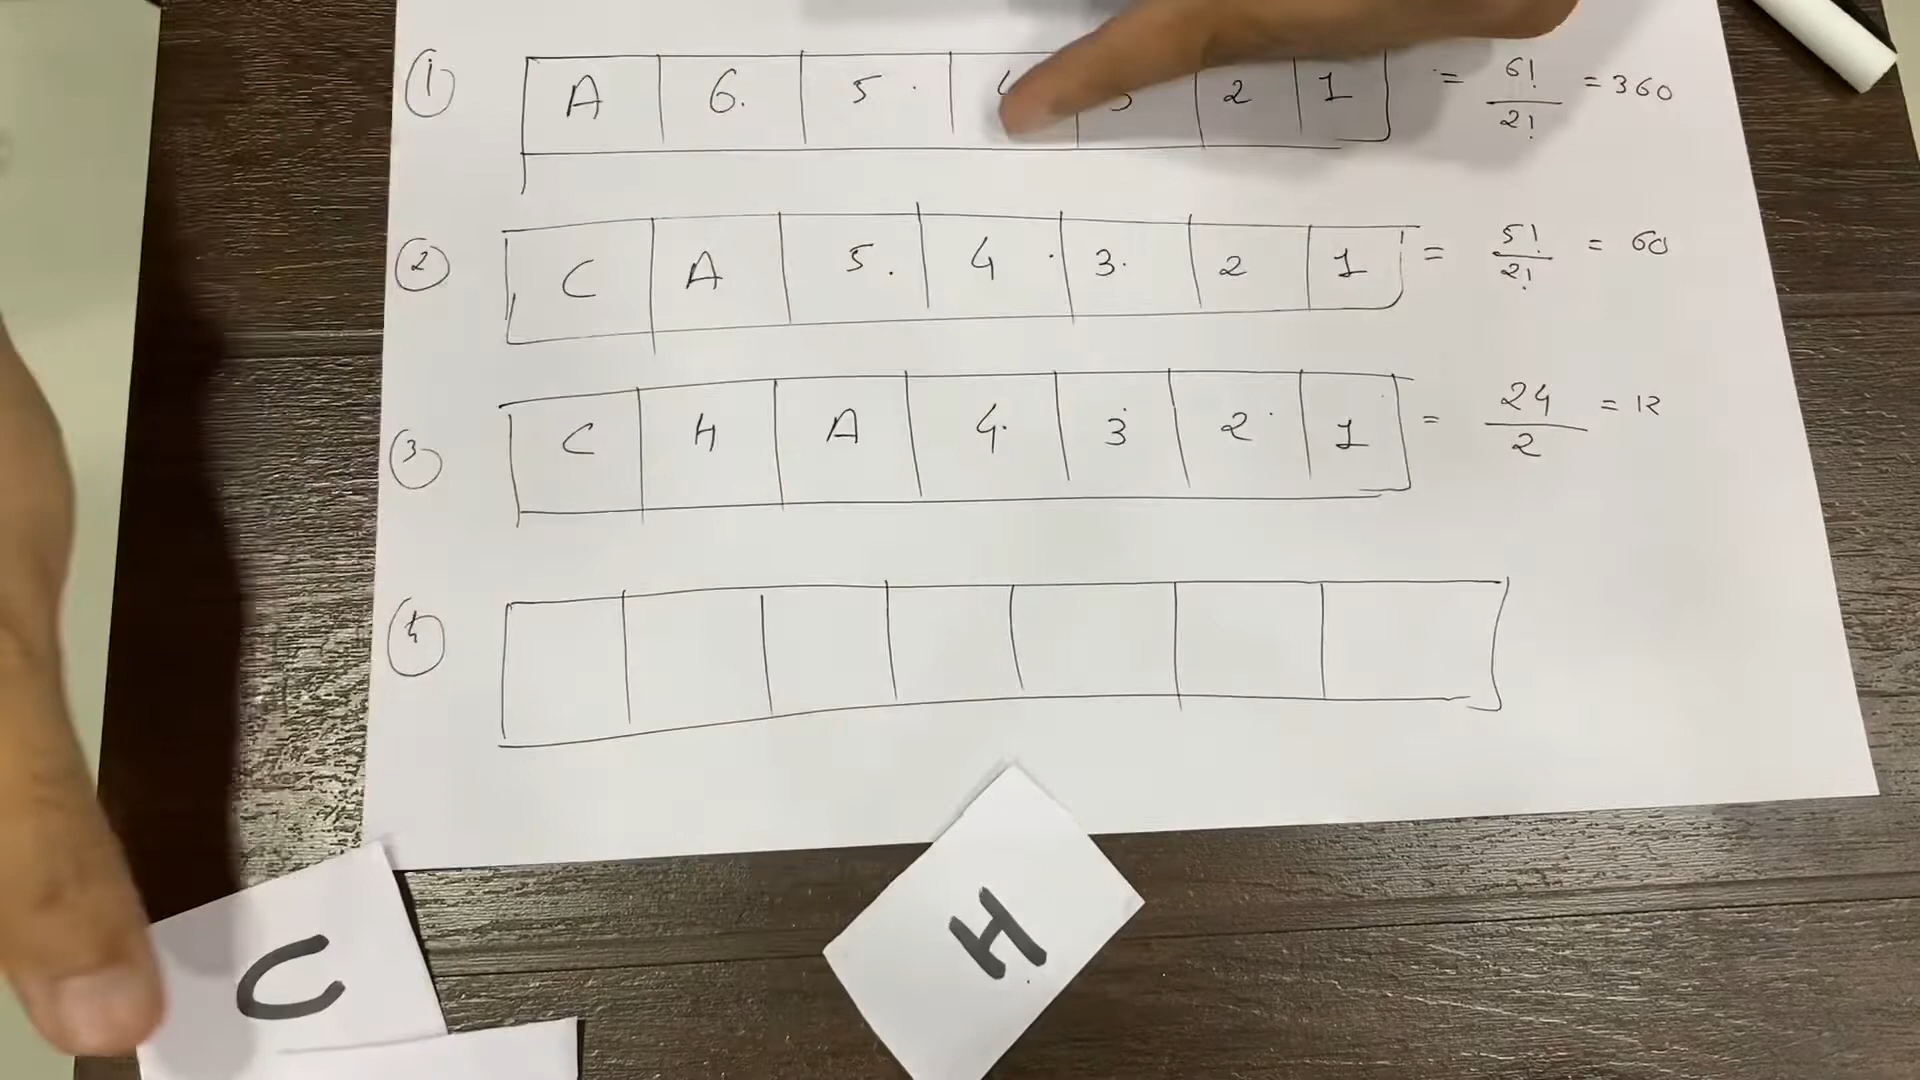 ① A 6. 5. 2 1 = 6!/2! = 360
② C A 5. 4. 3. 2 1 = 5!/2! = 60
③ C H A 4. 3 2. 1 = 24/2 = 12
④
C
H